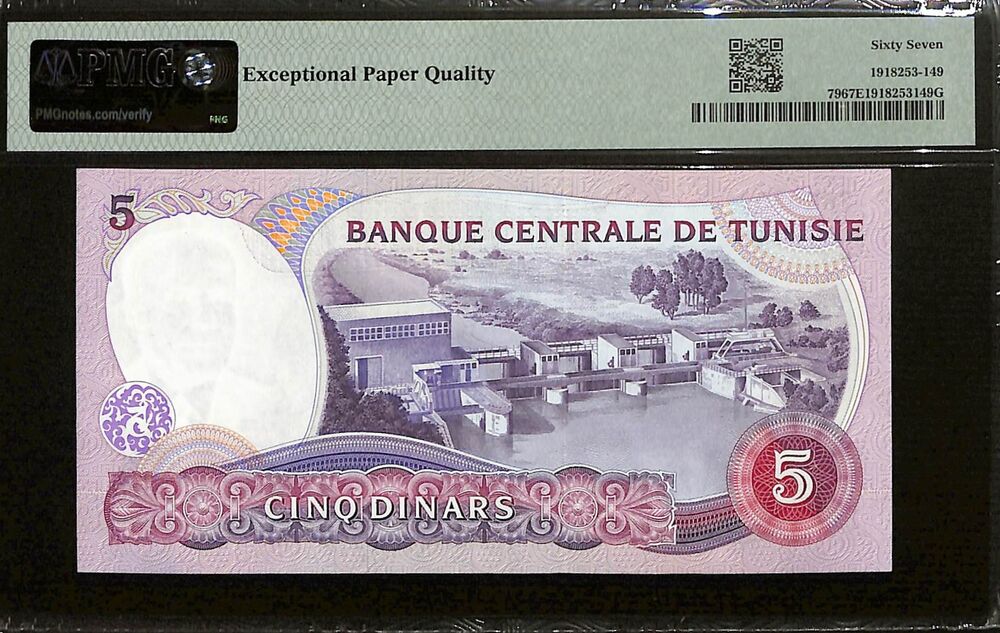 PMG
PMGnotes.com/verify
PMG
Exceptional Paper Quality
Sixty Seven
1918253-149
7967E1918253149G
5
BANQUE CENTRALE DE TUNISIE
CINQ DINARS
5